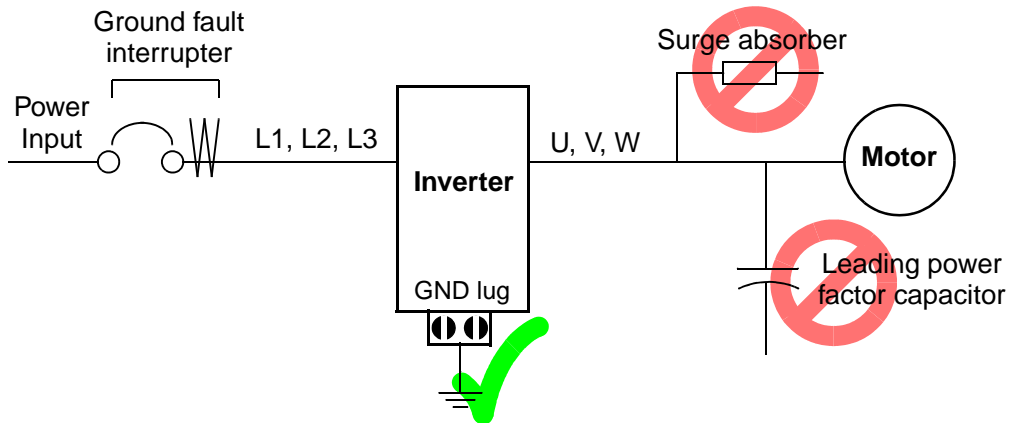 Ground fault
interrupter
Surge absorber
Power
Input
L1, L2, L3
U, V, W
Motor
Inverter
Leading power
factor capacitor
GND lug